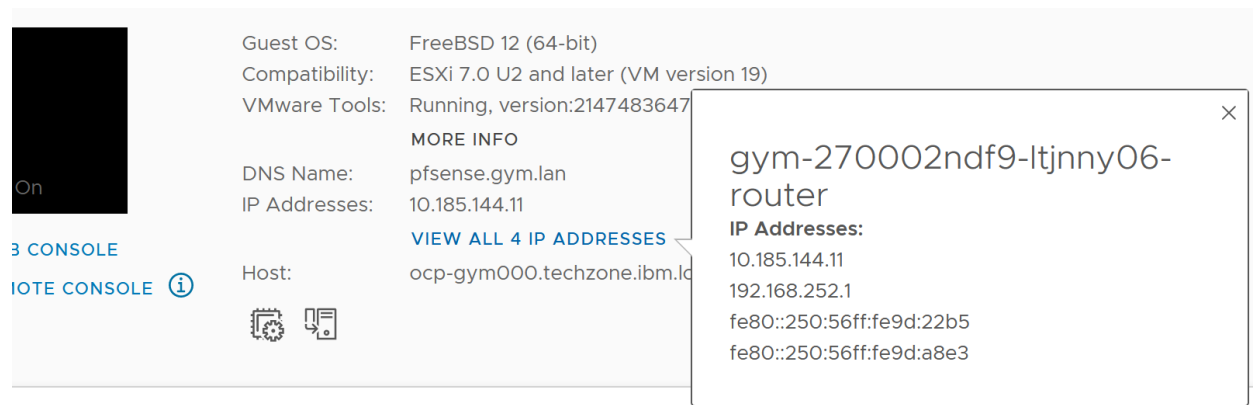 On
B CONSOLE
MOTE CONSOLE
Guest OS: FreeBSD 12 (64-bit)
Compatibility: ESXi 7.0 U2 and later (VM version 19)
VMware Tools: Running, version:2147483647
MORE INFO
DNS Name: pfsense.gym.lan
IP Addresses: 10.185.144.11
VIEW ALL 4 IP ADDRESSES
Host: ocp-gym000.techzone.ibm.lo
gym-270002ndf9-ltjnny06-
router
IP Addresses:
10.185.144.11
192.168.252.1
fe80::250:56ff:fe9d:22b5
fe80::250:56ff:fe9d:a8e3